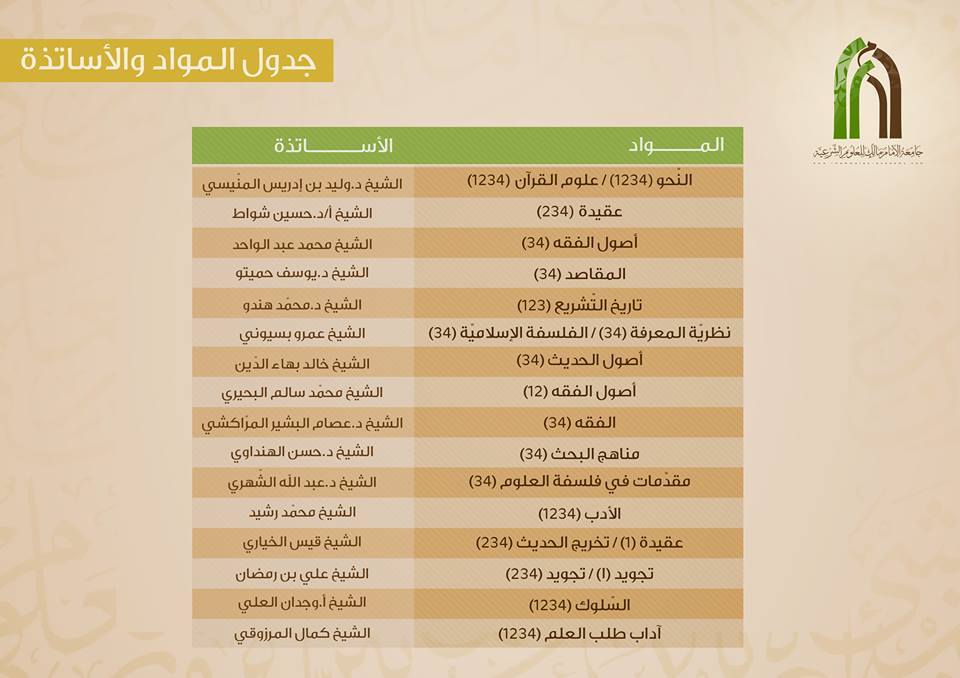 جدول المواد والأساتذة
جامعة الإمام مالك للعلوم الشرعية
المــــــواد الأســــــاتذة
النّحو (1234) / علوم القرآن (1234) الشيخ د.وليد بن إدريس المنّيسي
عقيدة (234) الشيخ أ/د.حسين شواط
أصول الفقه (34) الشيخ محمد عبد الواحد
المقاصد (34) الشيخ د.يوسف حميتو
تاريخ التّشريع (123) الشيخ د.محمّد هندو
نظريّة المعرفة (34) / الفلسفة الإسلاميّة (34) الشيخ عمرو بسيوني
أصول الحديث (34) الشيخ خالد بهاء الدّين
أصول الفقه (12) الشيخ محمّد سالم البحيري
الفقه (34) الشيخ د.عصام البشير المرّاكشي
مناهج البحث (34) الشيخ د.حسن الهنداوي
مقدّمات في فلسفة العلوم (34) الشيخ د.عبد الله الشّهري
الأدب (1234) الشيخ محمّد رشيد
عقيدة (1) / تخريج الحديث (234) الشيخ قيس الخياري
تجويد (ا) / تجويد (234) الشيخ علي بن رمضان
السّلوك (1234) الشيخ أ.وجدان العلي
آداب طلب العلم (1234) الشيخ كمال المرزوقي